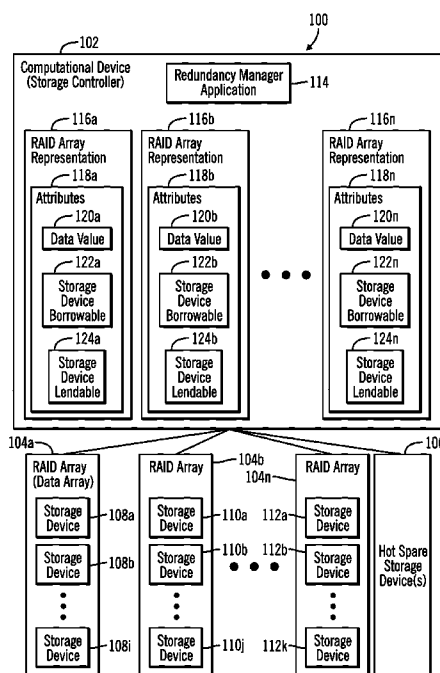 100
102
Computational Device
(Storage Controller)
Redundancy Manager
Application
114
116a
RAID Array
Representation
118a
Attributes
120a
Data Value
122a
Storage
Device
Borrowable
124a
Storage
Device
Lendable
116b
RAID Array
Representation
118b
Attributes
120b
Data Value
122b
Storage
Device
Borrowable
124b
Storage
Device
Lendable
116n
RAID Array
Representation
118n
Attributes
120n
Data Value
122n
Storage
Device
Borrowable
124n
Storage
Device
Lendable
104a
RAID Array
(Data Array)
Storage
Device
108a
Storage
Device
108b
Storage
Device
108i
104b
RAID Array
Storage
Device
110a
Storage
Device
110b
Storage
Device
110j
104n
RAID Array
112a
Storage
Device
112b
Storage
Device
112k
Storage
Device
Hot Spare
Storage
Device(s)